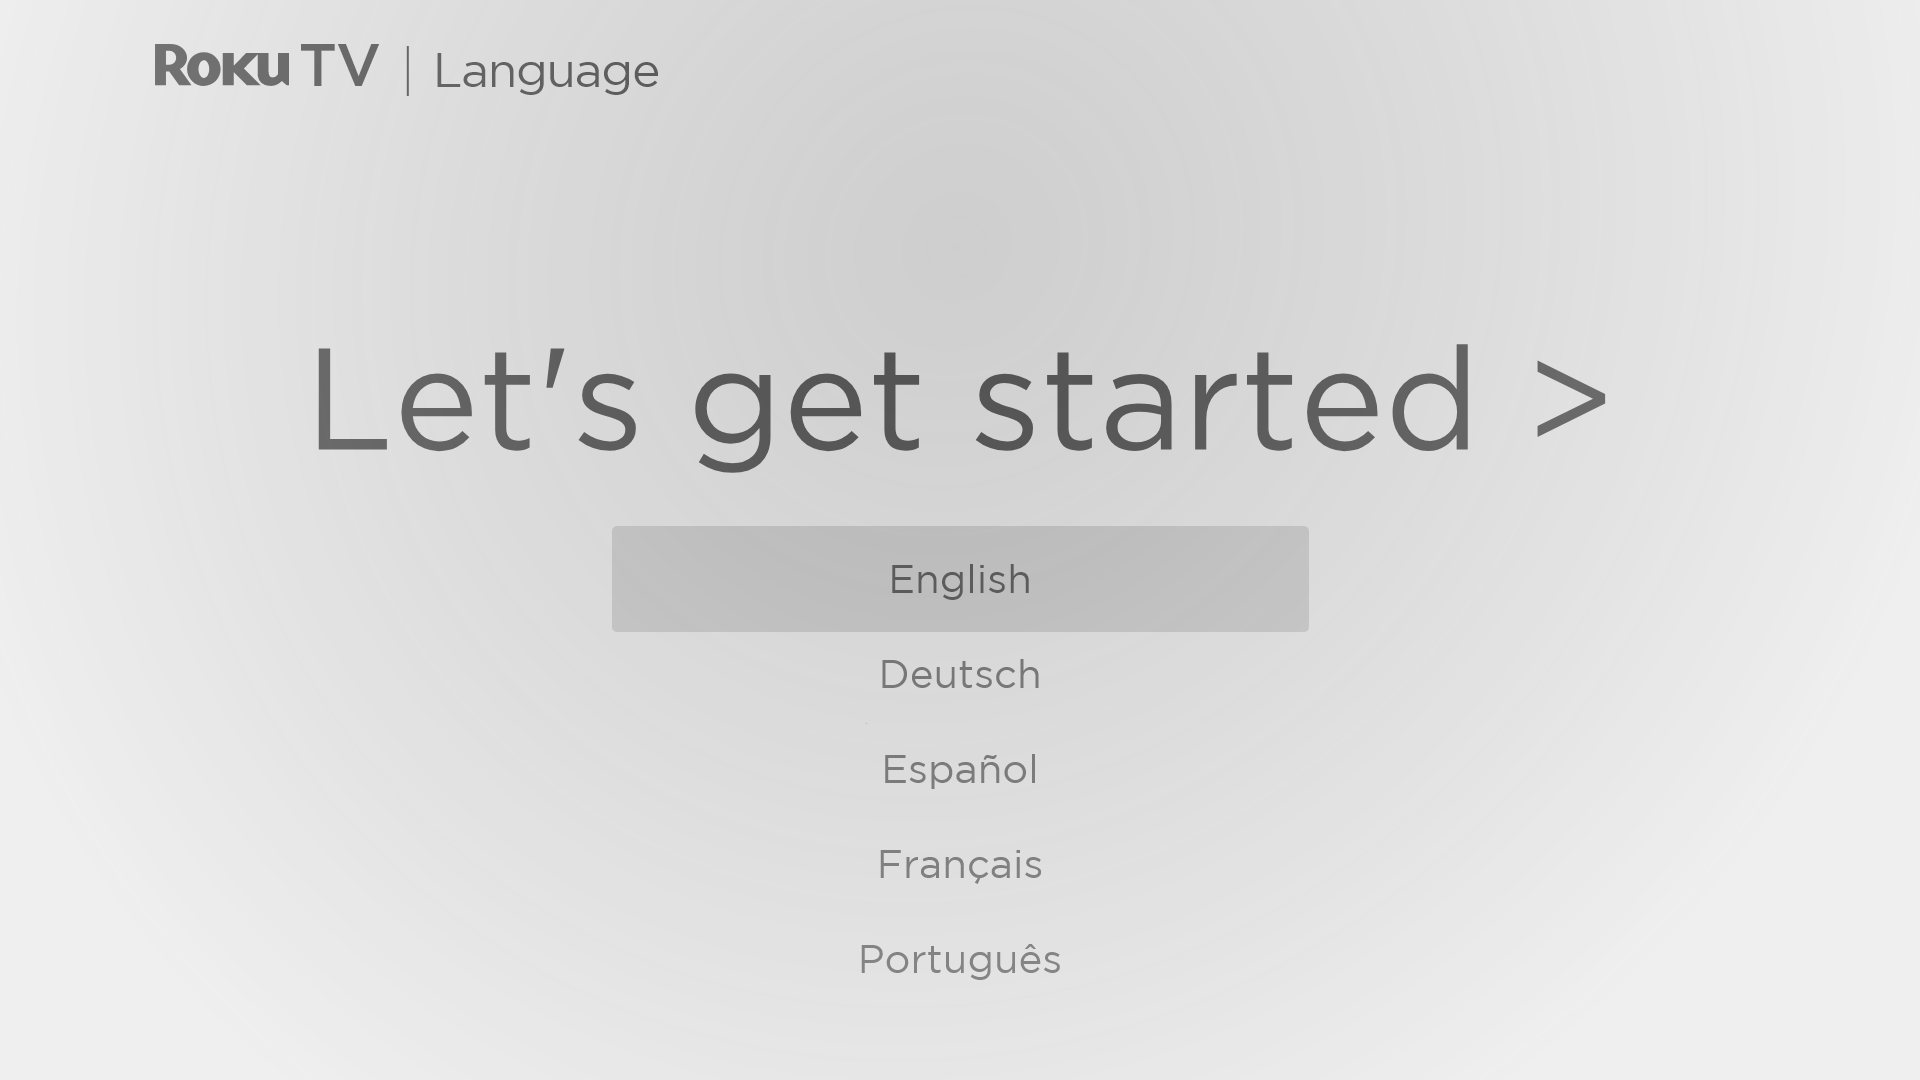 Roku TV | Language
Let's get started >
English
Deutsch
Español
Français
Português